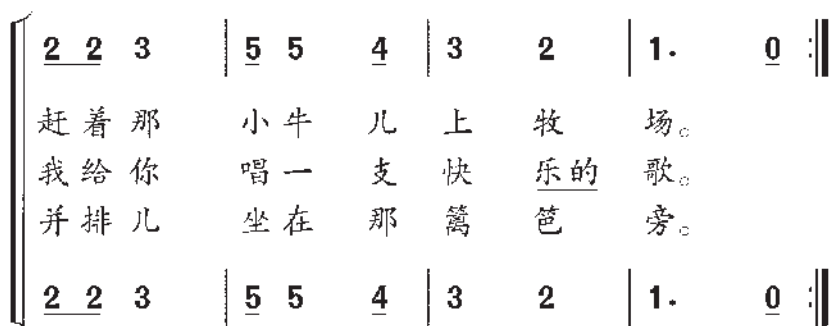 2 2 3 | 5 5 4 | 3 2 | 1. 0 :‖
赶着那 小牛儿上牧 场。
我给你 唱一支快乐的 歌。
并排儿 坐在那篱笆 旁。
2 2 3 | 5 5 4 | 3 2 | 1. 0 :‖